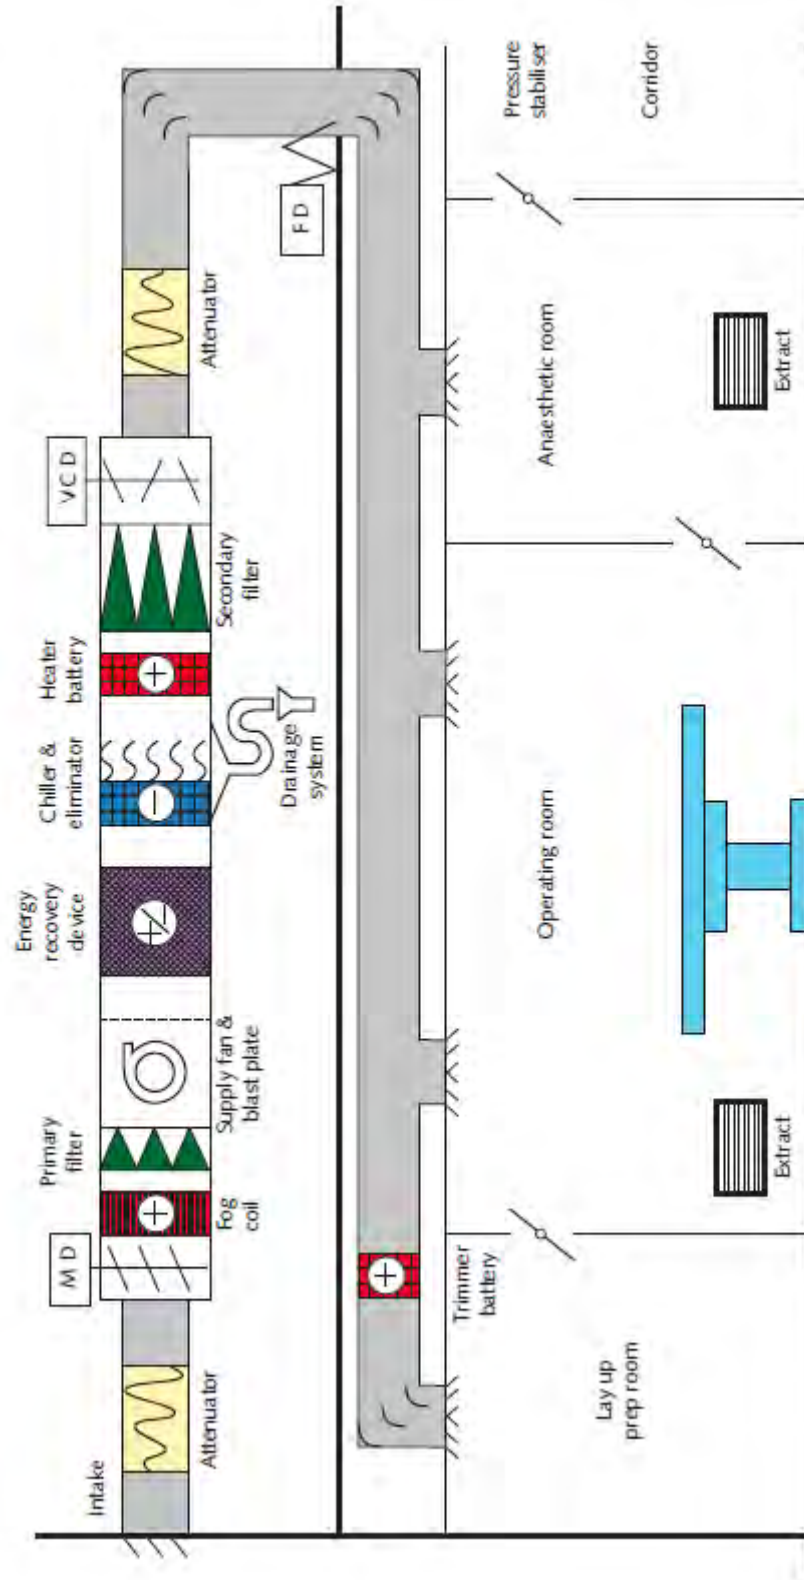 Intake
Attenuator
M D
Fog
coil
Primary
filter
Supply fan &
blast plate
Energy
recovery
device
Chiller &
eliminator
Drainage
system
Heater
battery
Secondary
filter
VC D
Attenuator
F D
Trimmer
battery
Lay up
prep room
Extract
Operating room
Anaesthetic room
Extract
Pressure
stabiliser
Corridor